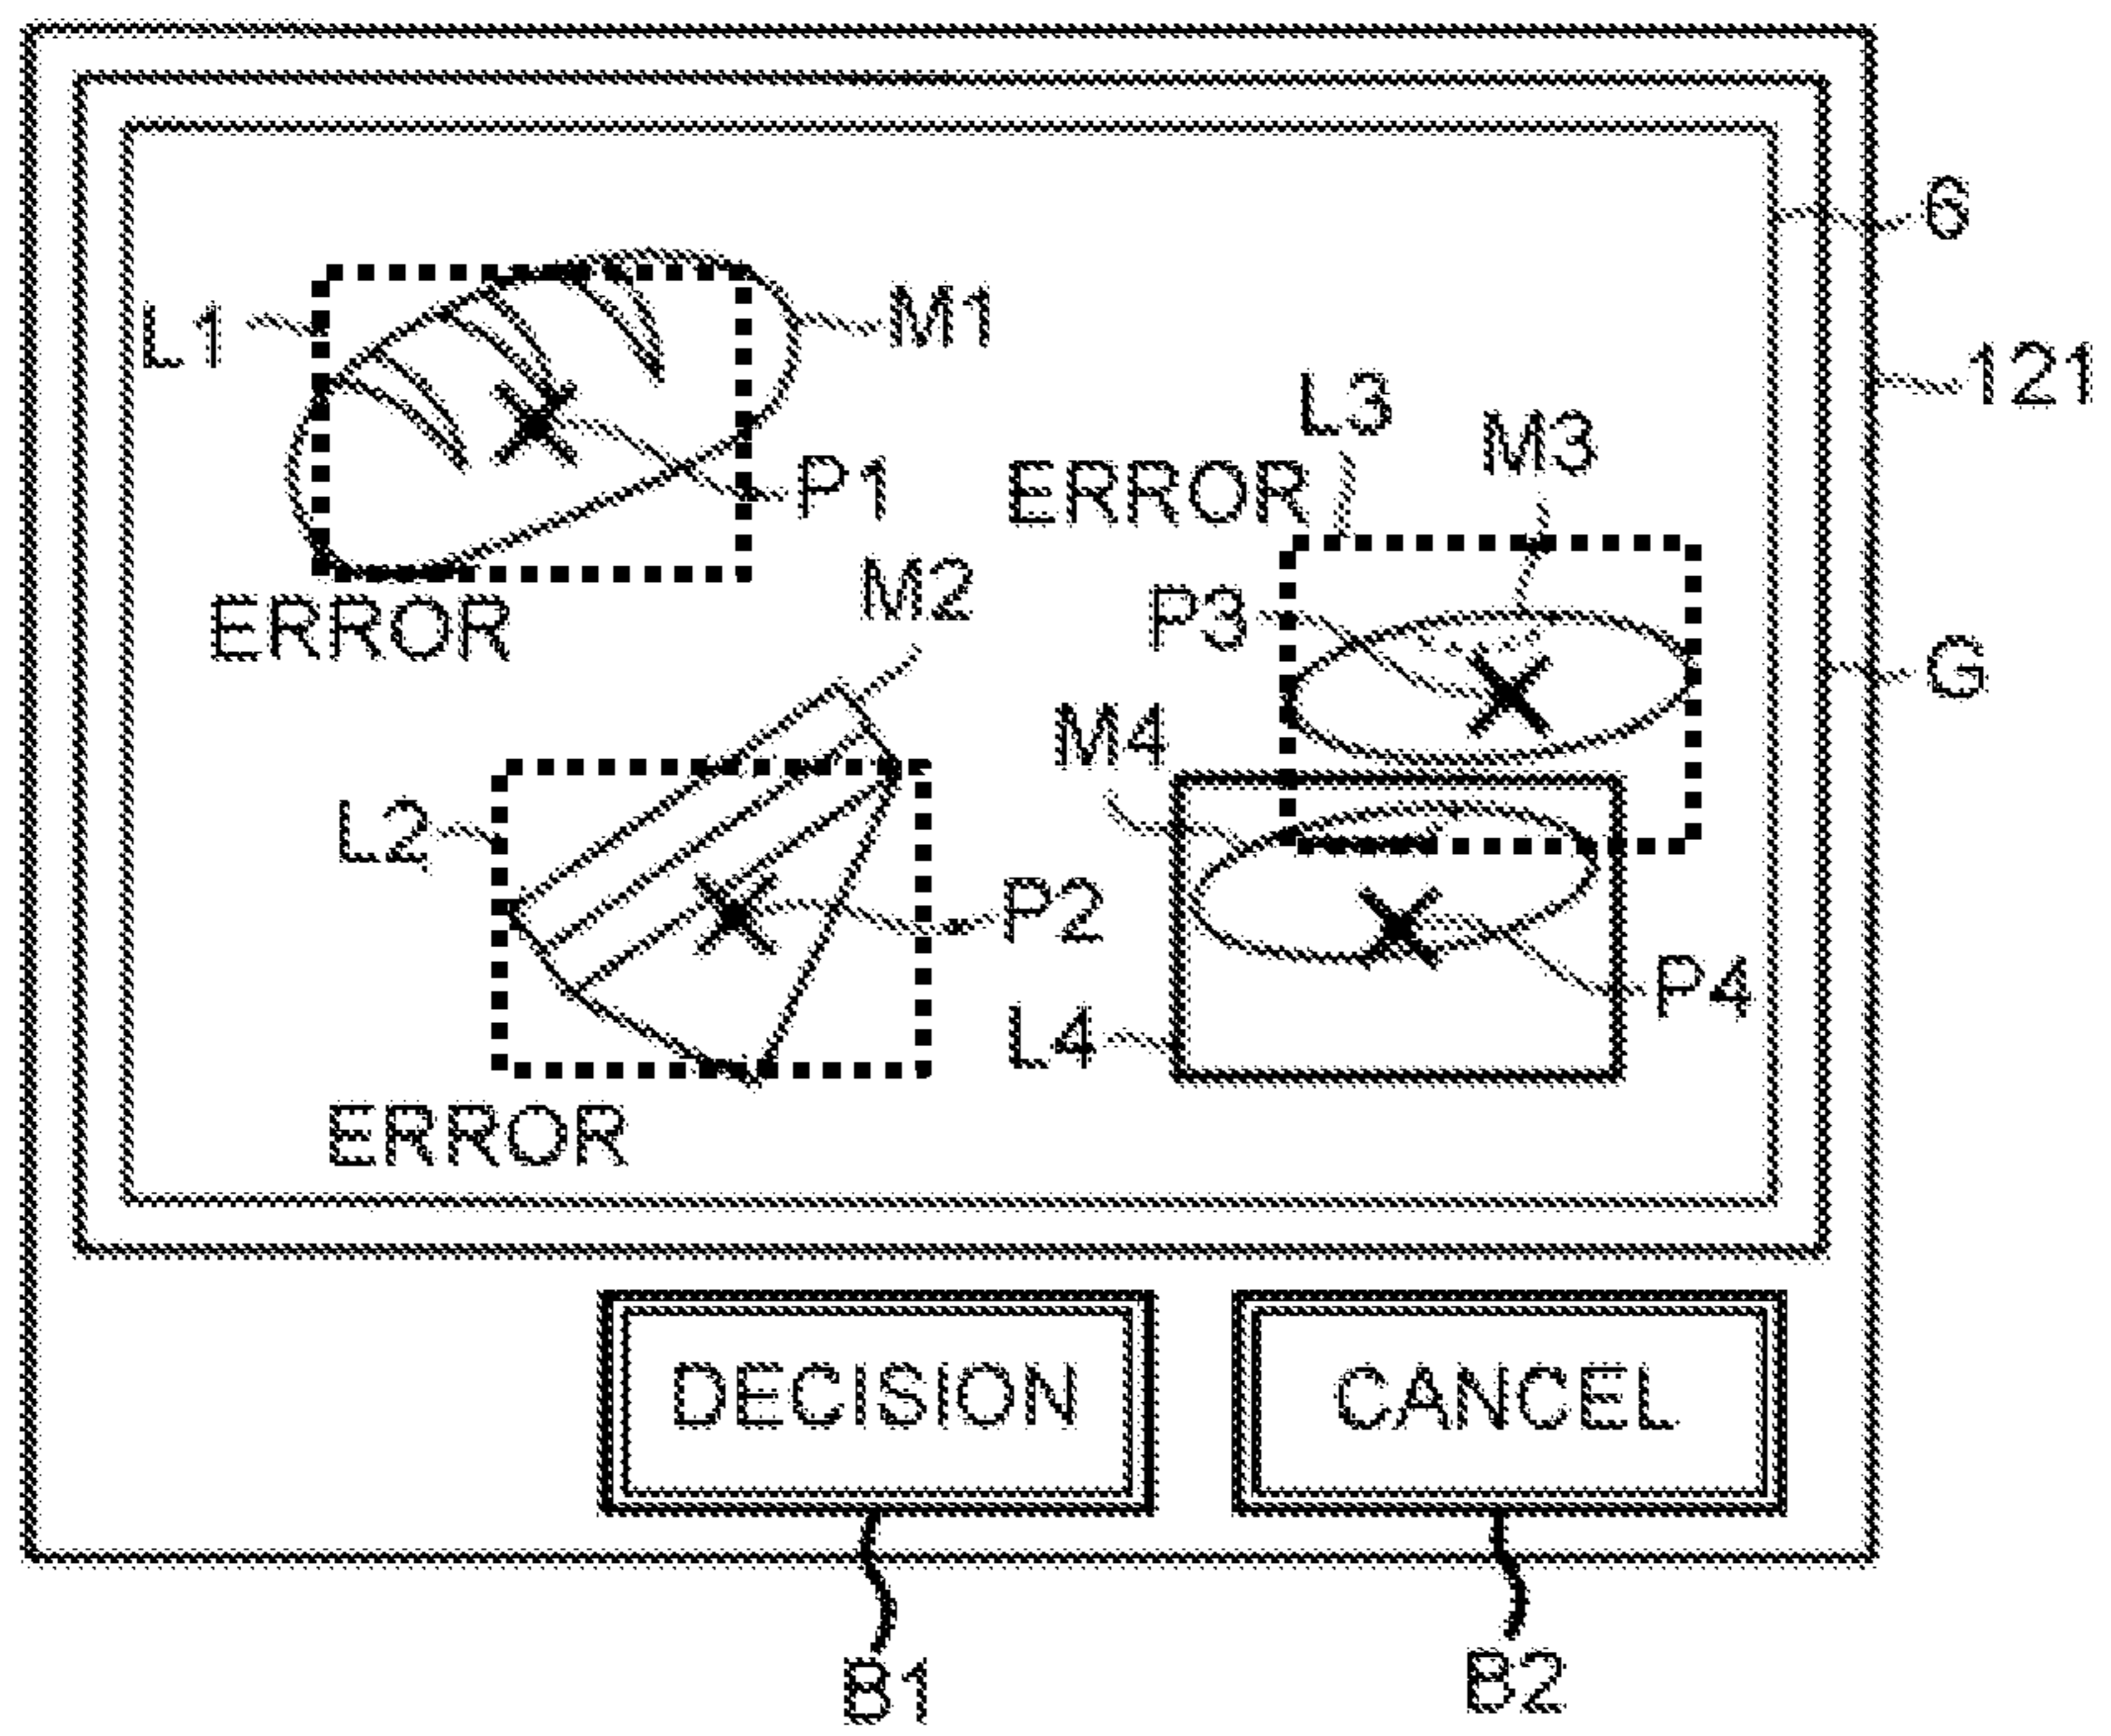 6
L1
M1
121
L3
M3
ERROR
P1
M2
ERROR
P3
G
M4
L2
P2
P4
L4
ERROR
DECISION
CANCEL
B1
B2